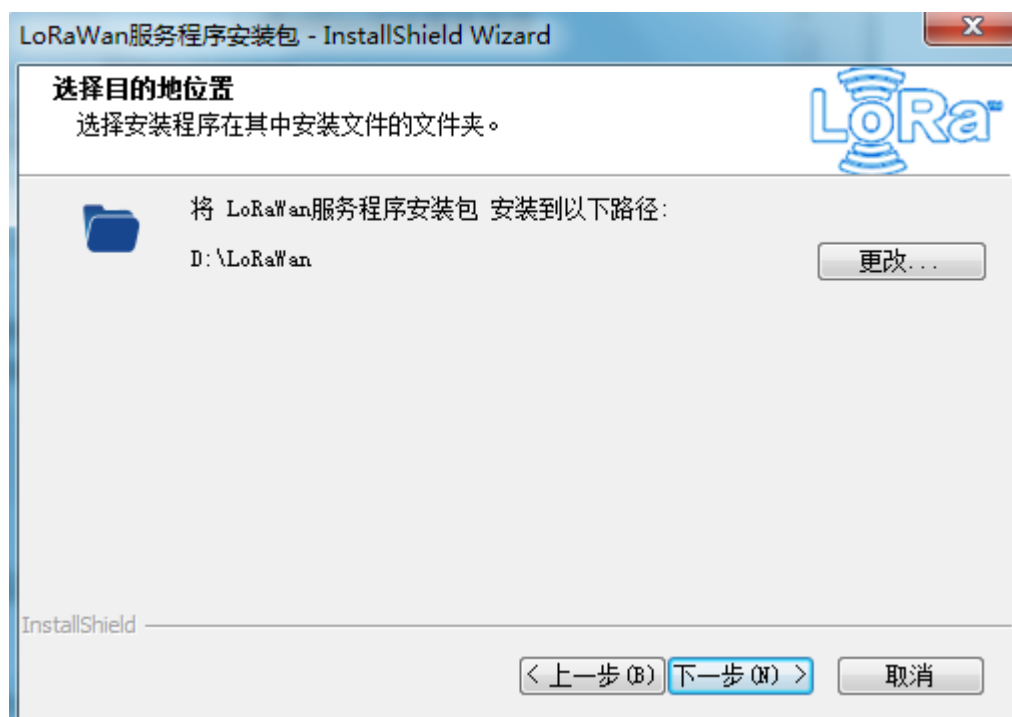 LoRaWan服务程序安装包 - InstallShield Wizard
选择目的地位置
选择安装程序在其中安装文件的文件夹。
LoRa
将 LoRaWan服务程序安装包 安装到以下路径:
D:\LoRaWan
更改...
InstallShield
< 上一步(B) 下一步(N) > 取消